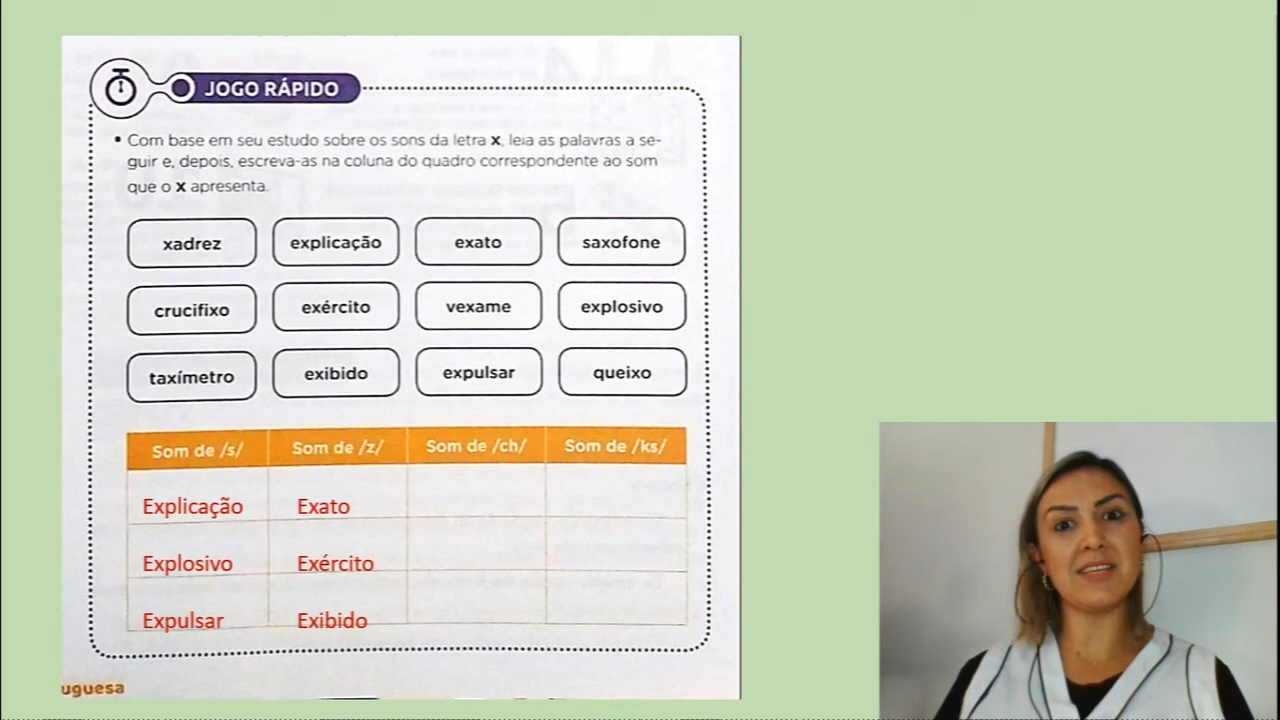 JOGO RÁPIDO
• Com base em seu estudo sobre os sons da letra x, leia as palavras a se-
guir e, depois, escreva-as na coluna do quadro correspondente ao som
que o x apresenta.
xadrez explicação exato saxofone
crucifixo exército vexame explosivo
taxímetro exibido expulsar queixo
Som de /s/ Som de /z/ Som de /ch/ Som de /ks/
Explicação Exato
Explosivo Exército
Expulsar Exibido
uguesa